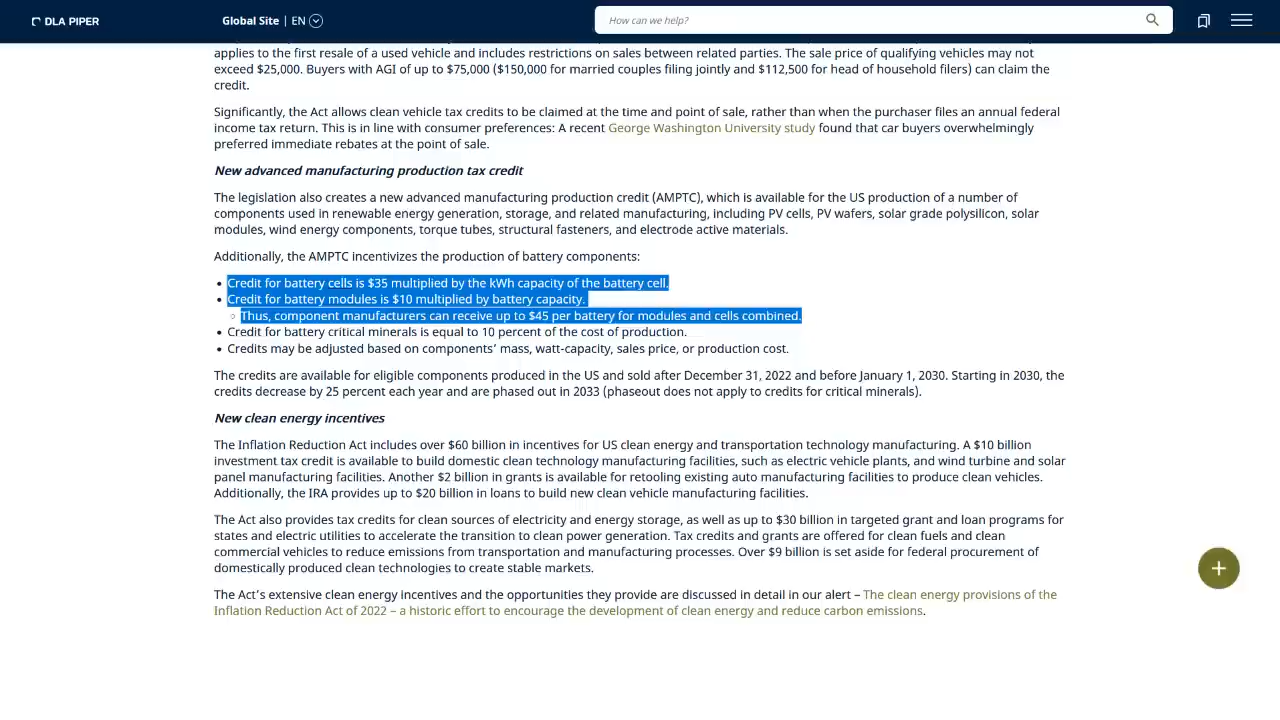 DLA PIPER
Global Site | EN
How can we help?
applies to the first resale of a used vehicle and includes restrictions on sales between related parties. The sale price of qualifying vehicles may not
exceed $25,000. Buyers with AGI of up to $75,000 ($150,000 for married couples filing jointly and $112,500 for head of household filers) can claim the
credit.
Significantly, the Act allows clean vehicle tax credits to be claimed at the time and point of sale, rather than when the purchaser files an annual federal
income tax return. This is in line with consumer preferences: A recent George Washington University study found that car buyers overwhelmingly
preferred immediate rebates at the point of sale.
New advanced manufacturing production tax credit
The legislation also creates a new advanced manufacturing production credit (AMPTC), which is available for the US production of a number of
components used in renewable energy generation, storage, and related manufacturing, including PV cells, PV wafers, solar grade polysilicon, solar
modules, wind energy components, torque tubes, structural fasteners, and electrode active materials.
Additionally, the AMPTC incentivizes the production of battery components:
• Credit for battery cells is $35 multiplied by the kWh capacity of the battery cell.
• Credit for battery modules is $10 multiplied by battery capacity.
○ Thus, component manufacturers can receive up to $45 per battery for modules and cells combined.
• Credit for battery critical minerals is equal to 10 percent of the cost of production.
• Credits may be adjusted based on components’ mass, watt-capacity, sales price, or production cost.
The credits are available for eligible components produced in the US and sold after December 31, 2022 and before January 1, 2030. Starting in 2030, the
credits decrease by 25 percent each year and are phased out in 2033 (phaseout does not apply to credits for critical minerals).
New clean energy incentives
The Inflation Reduction Act includes over $60 billion in incentives for US clean energy and transportation technology manufacturing. A $10 billion
investment tax credit is available to build domestic clean technology manufacturing facilities, such as electric vehicle plants, and wind turbine and solar
panel manufacturing facilities. Another $2 billion in grants is available for retooling existing auto manufacturing facilities to produce clean vehicles.
Additionally, the IRA provides up to $20 billion in loans to build new clean vehicle manufacturing facilities.
The Act also provides tax credits for clean sources of electricity and energy storage, as well as up to $30 billion in targeted grant and loan programs for
states and electric utilities to accelerate the transition to clean power generation. Tax credits and grants are offered for clean fuels and clean
commercial vehicles to reduce emissions from transportation and manufacturing processes. Over $9 billion is set aside for federal procurement of
domestically produced clean technologies to create stable markets.
The Act’s extensive clean energy incentives and the opportunities they provide are discussed in detail in our alert – The clean energy provisions of the
Inflation Reduction Act of 2022 – a historic effort to encourage the development of clean energy and reduce carbon emissions.